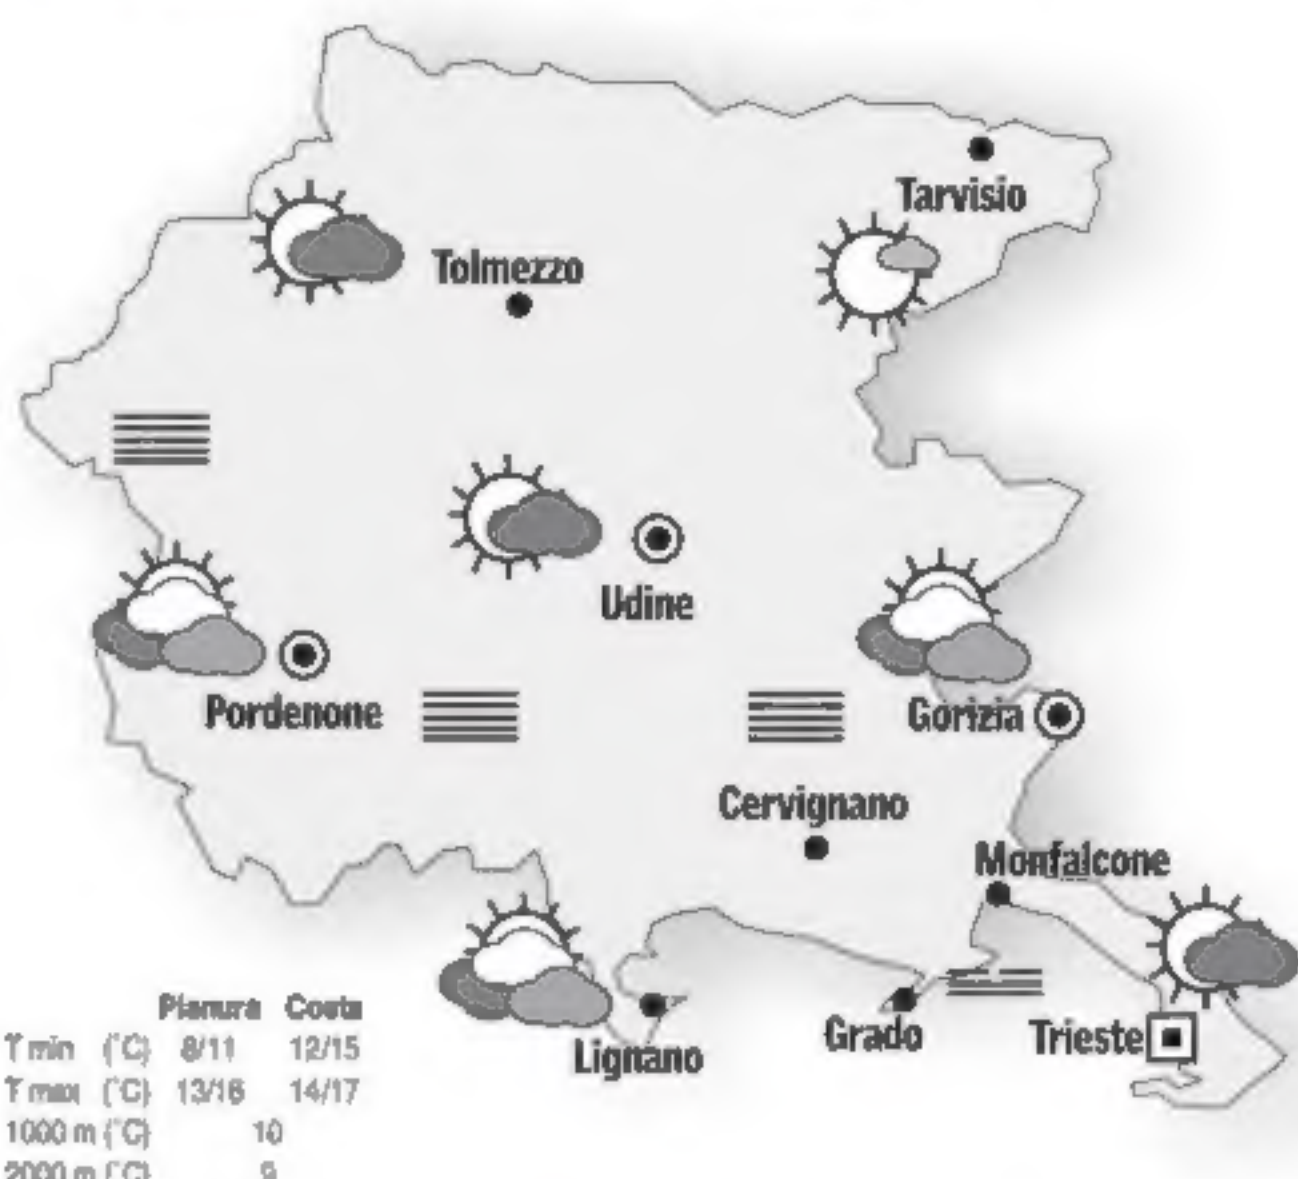 Tarvisio
Tolmezzo
Udine
Pordenone
Gorizia
Cervignano
Monfalcone
Grado
Trieste
Lignano
Pianura Costa
T min (°C) 8/11 12/15
T max (°C) 13/16 14/17
1000 m (°C) 10
2000 m (°C)